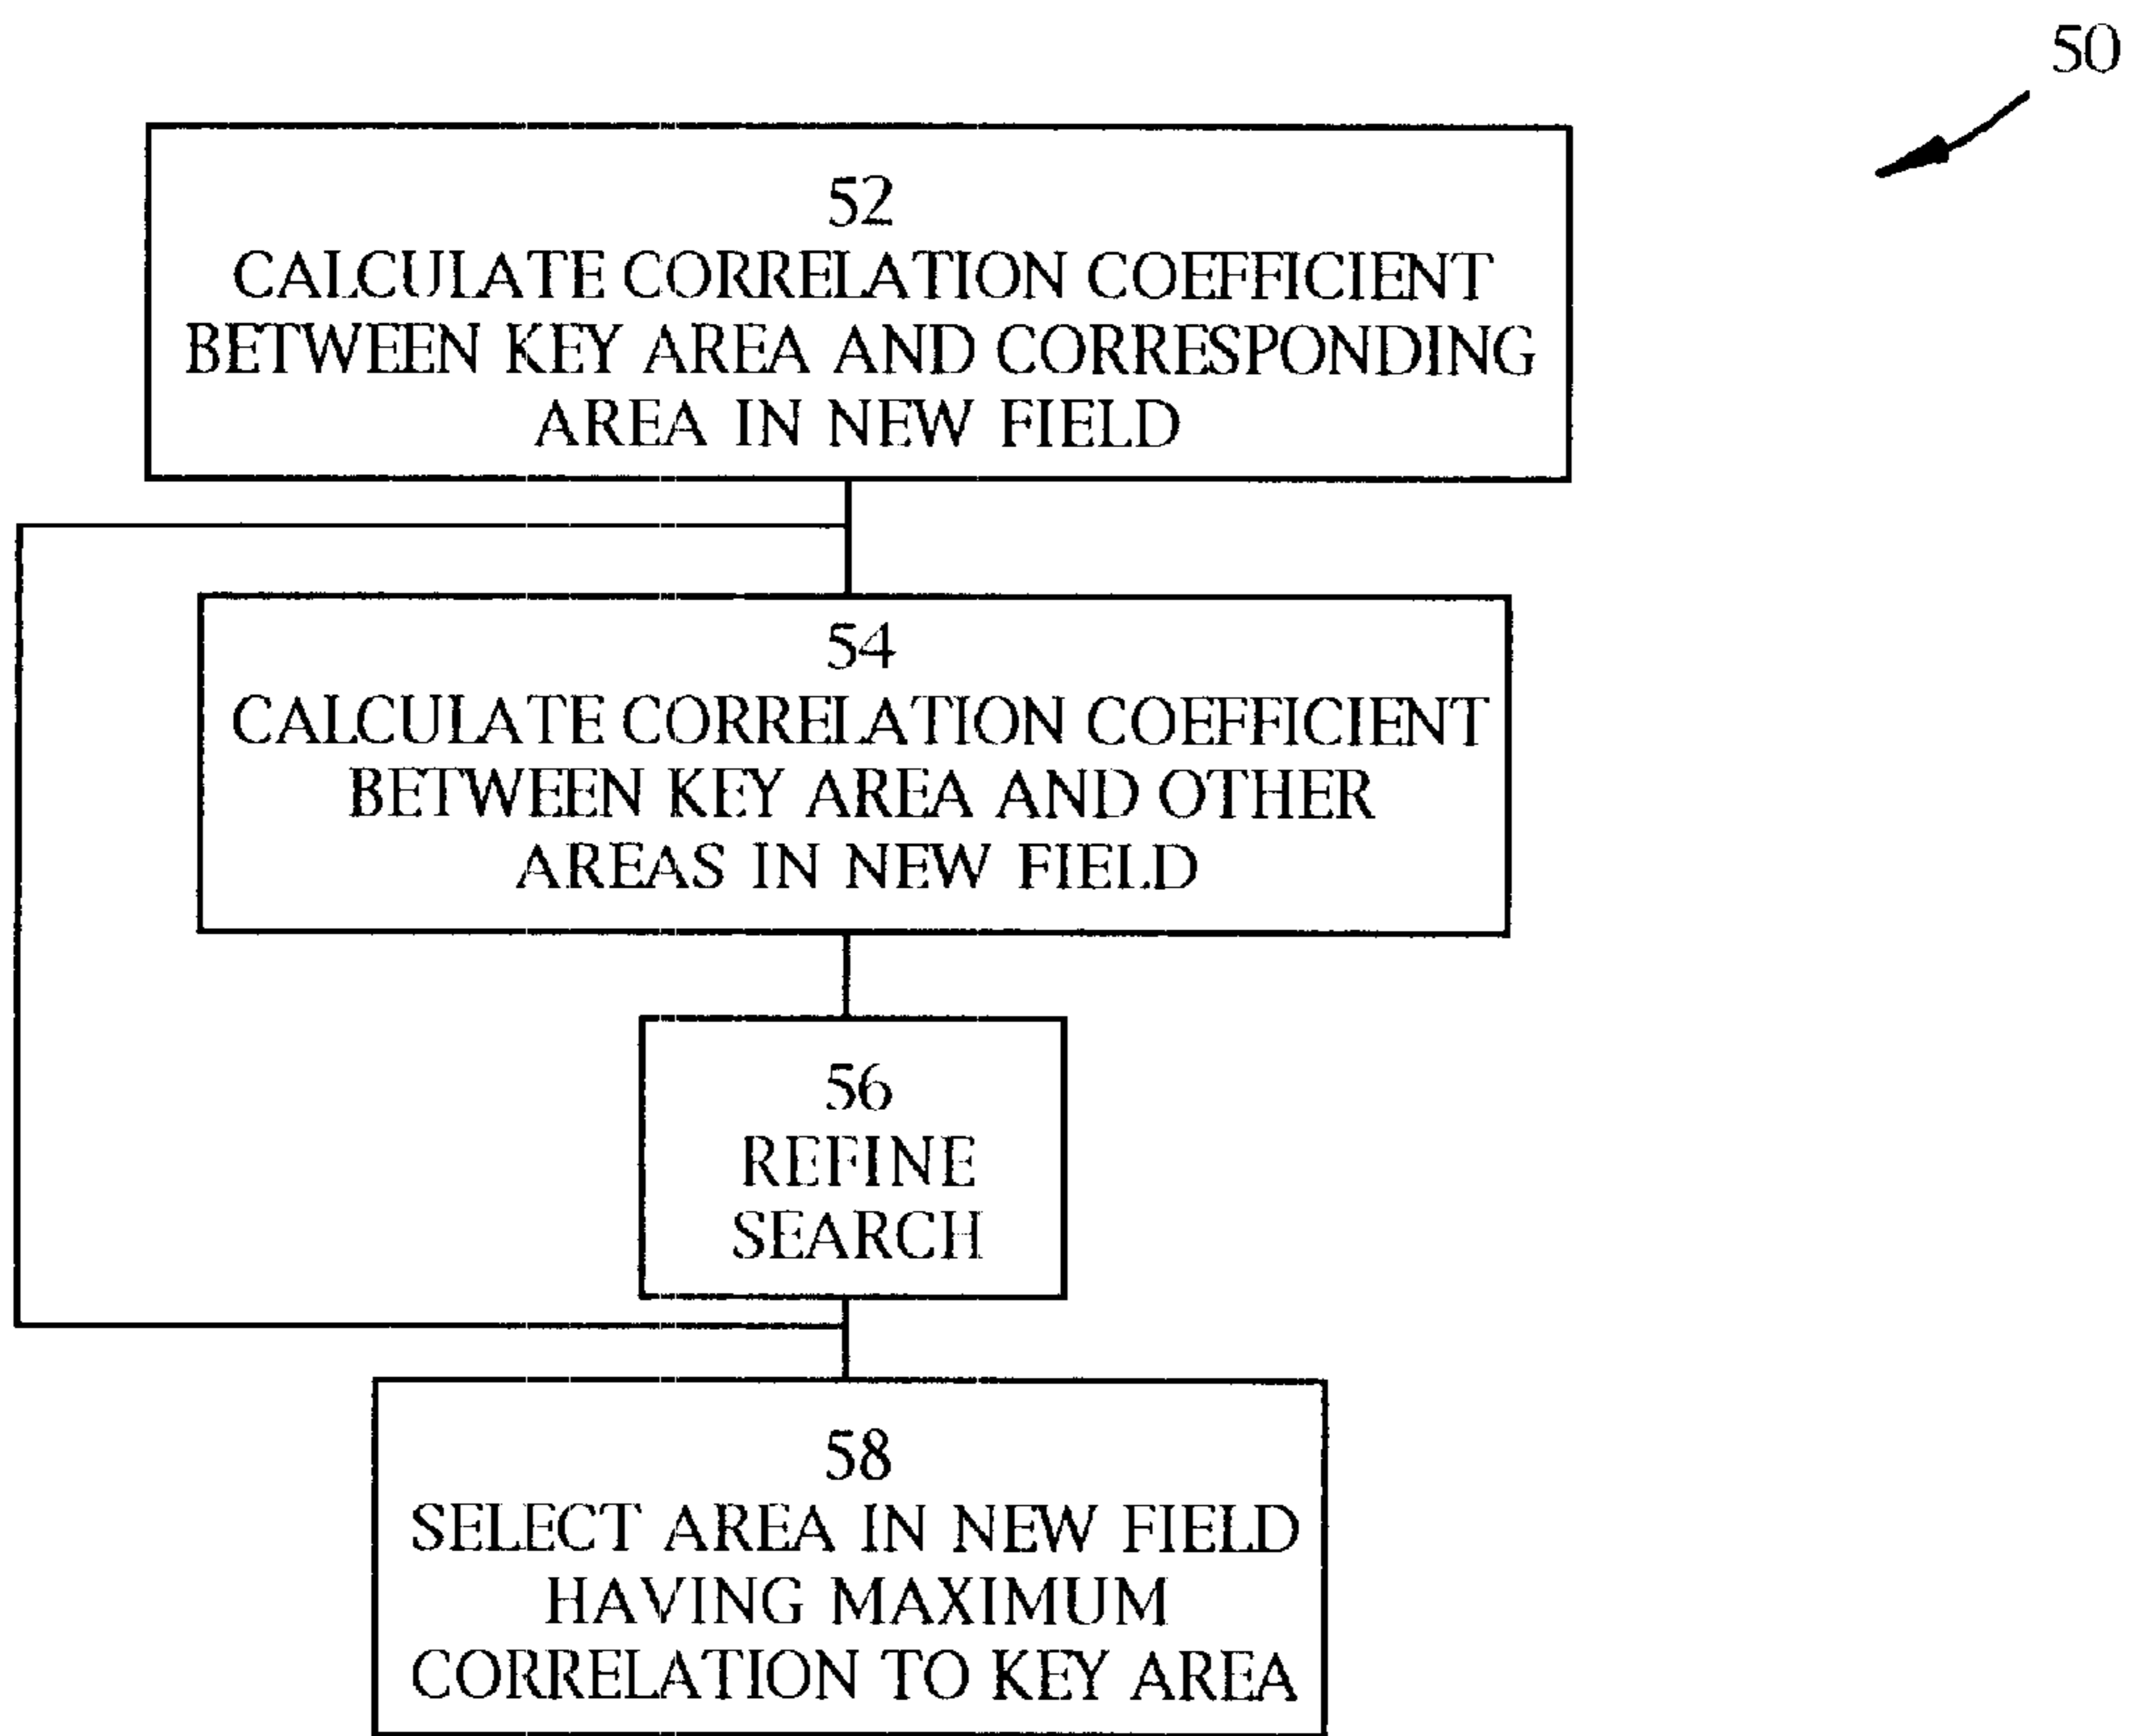 50
52
CALCULATE CORRELATION COEFFICIENT
BETWEEN KEY AREA AND CORRESPONDING
AREA IN NEW FIELD
54
CALCULATE CORRELATION COEFFICIENT
BETWEEN KEY AREA AND OTHER
AREAS IN NEW FIELD
56
REFINE
SEARCH
58
SELECT AREA IN NEW FIELD
HAVING MAXIMUM
CORRELATION TO KEY AREA